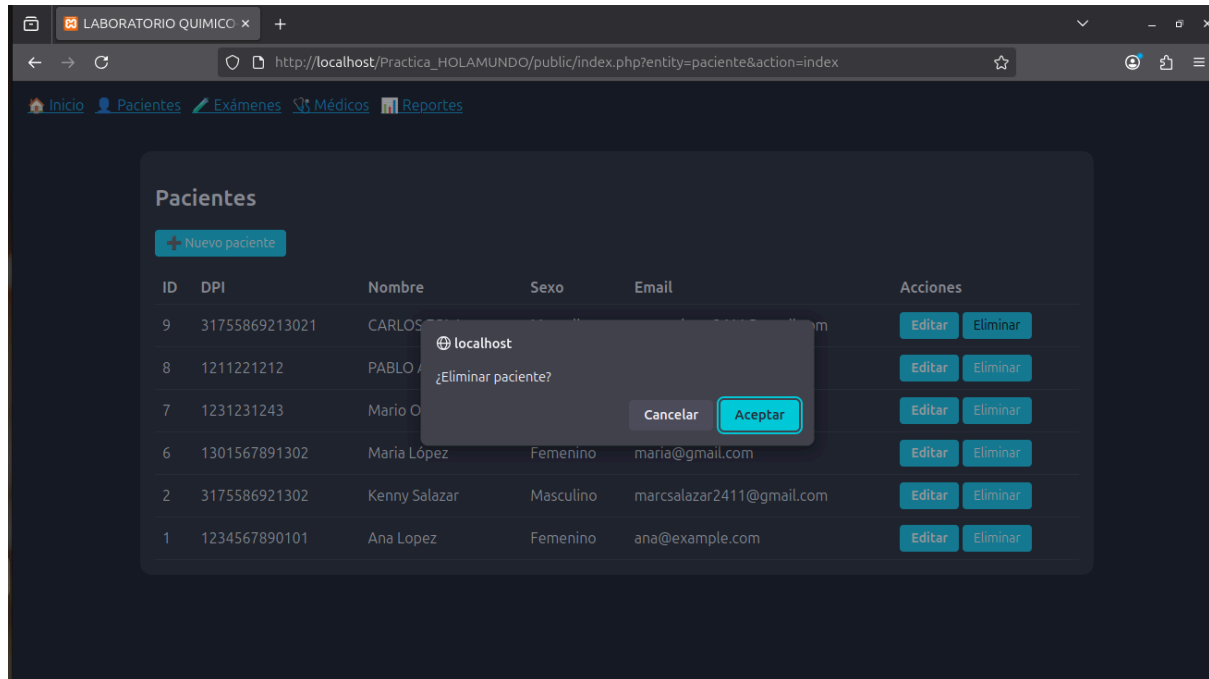 LABORATORIO QUIMICO
http://localhost/Practica_HOLAMUNDO/public/index.php?entity=paciente&action=index
Inicio Pacientes Exámenes Médicos Reportes
Pacientes
Nuevo paciente
ID DPI Nombre Sexo Email Acciones
9 31755869213021 CARLOS Editar Eliminar
8 1211221212 PABLO Editar Eliminar
7 1231231243 Mario Editar Eliminar
6 1301567891302 Maria López Femenino maria@gmail.com Editar Eliminar
2 3175586921302 Kenny Salazar Masculino marcsalazar2411@gmail.com Editar Eliminar
1 1234567890101 Ana Lopez Femenino ana@example.com Editar Eliminar
localhost
¿Eliminar paciente?
Cancelar Aceptar